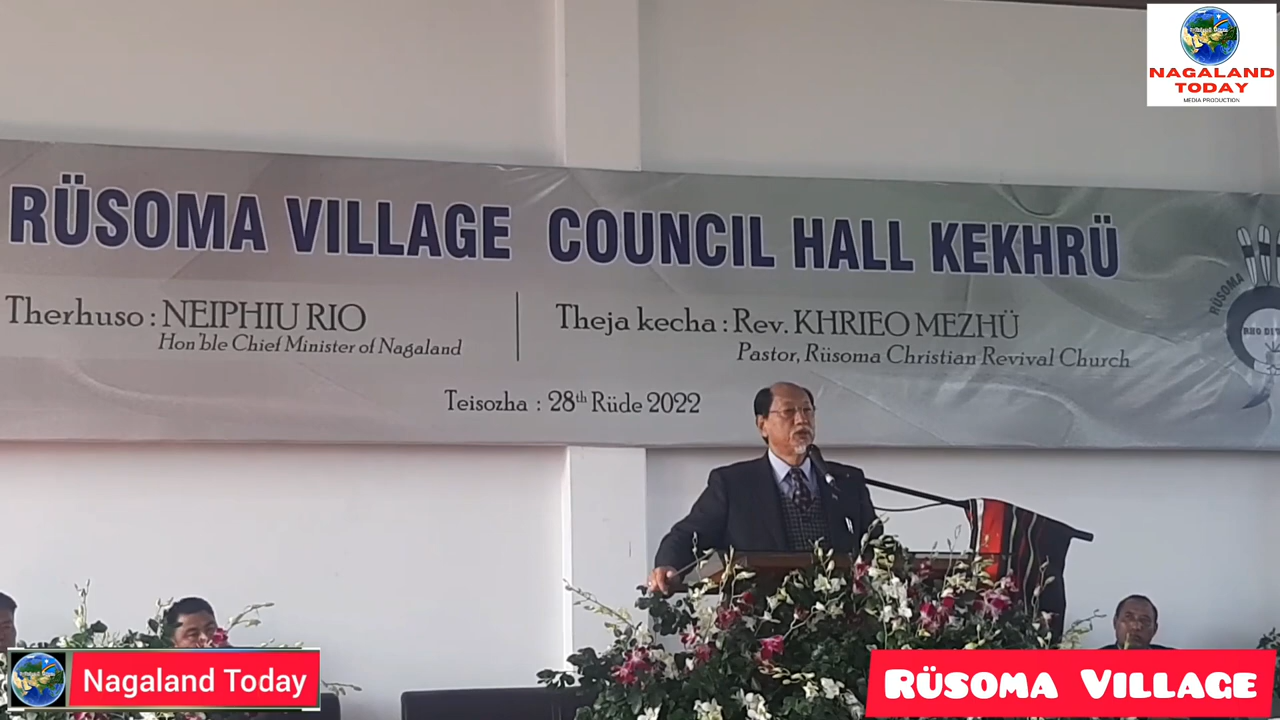 NAGALAND
TODAY
MEDIA PRODUCTION
RÜSOMA VILLAGE COUNCIL HALL KEKHRÜ
Therhuso : NEIPHIU RIO
Hon'ble Chief Minister of Nagaland
Theja kecha : Rev. KHRIEO MEZHÜ
Pastor, Rüsoma Christian Revival Church
Teisozha : 28th Rüde 2022
RÜSOMA
Nagaland Today
RÜSOMA VILLAGE